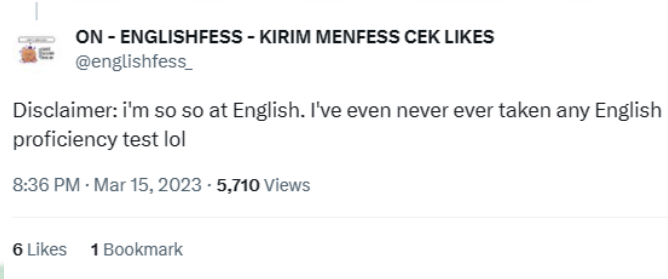 ON - ENGLISHFESS - KIRIM MENFESS CEK LIKES
@englishfess_
Disclaimer: i'm so so at English. I've even never ever taken any English
proficiency test lol
8:36 PM · Mar 15, 2023 · 5,710 Views
6 Likes 1 Bookmark